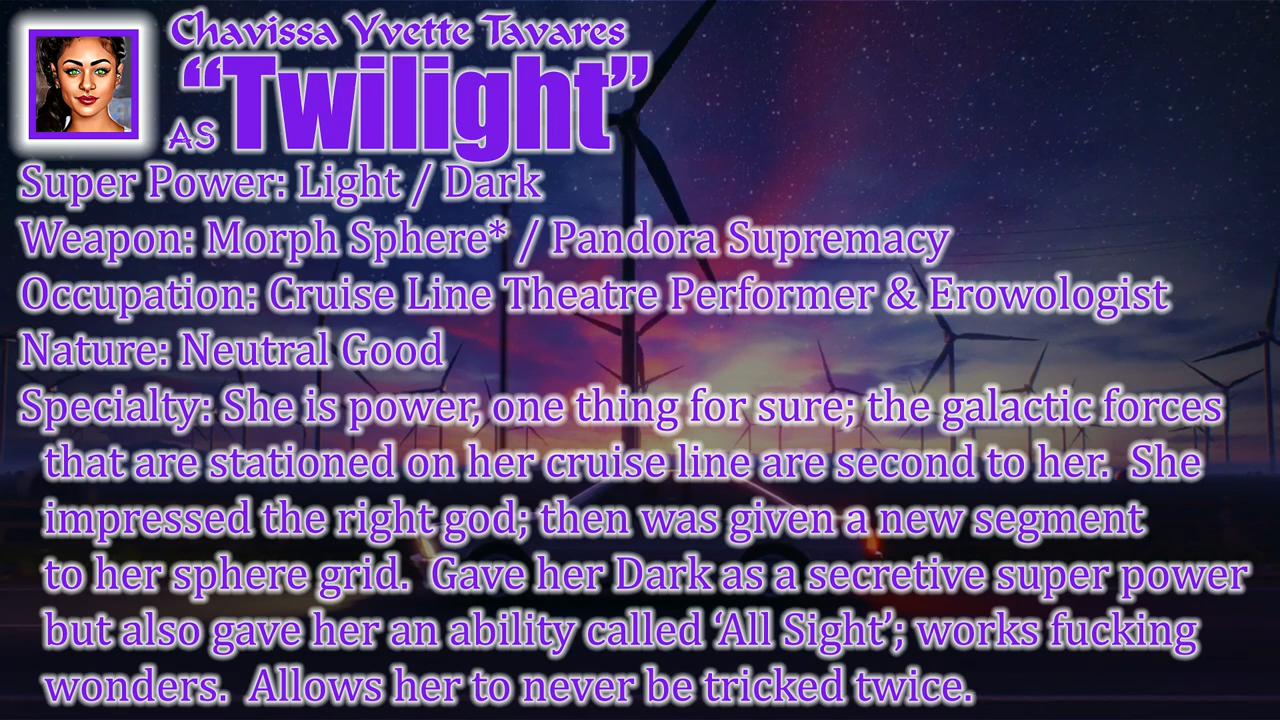 Chavissa Yvette Tavares
AS “Twilight”
Super Power: Light / Dark
Weapon: Morph Sphere* / Pandora Supremacy
Occupation: Cruise Line Theatre Performer & Erowologist
Nature: Neutral Good
Specialty: She is power, one thing for sure; the galactic forces
that are stationed on her cruise line are second to her.  She
impressed the right god; then was given a new segment
to her sphere grid.  Gave her Dark as a secretive super power
but also gave her an ability called ‘All Sight’; works fucking
wonders.  Allows her to never be tricked twice.